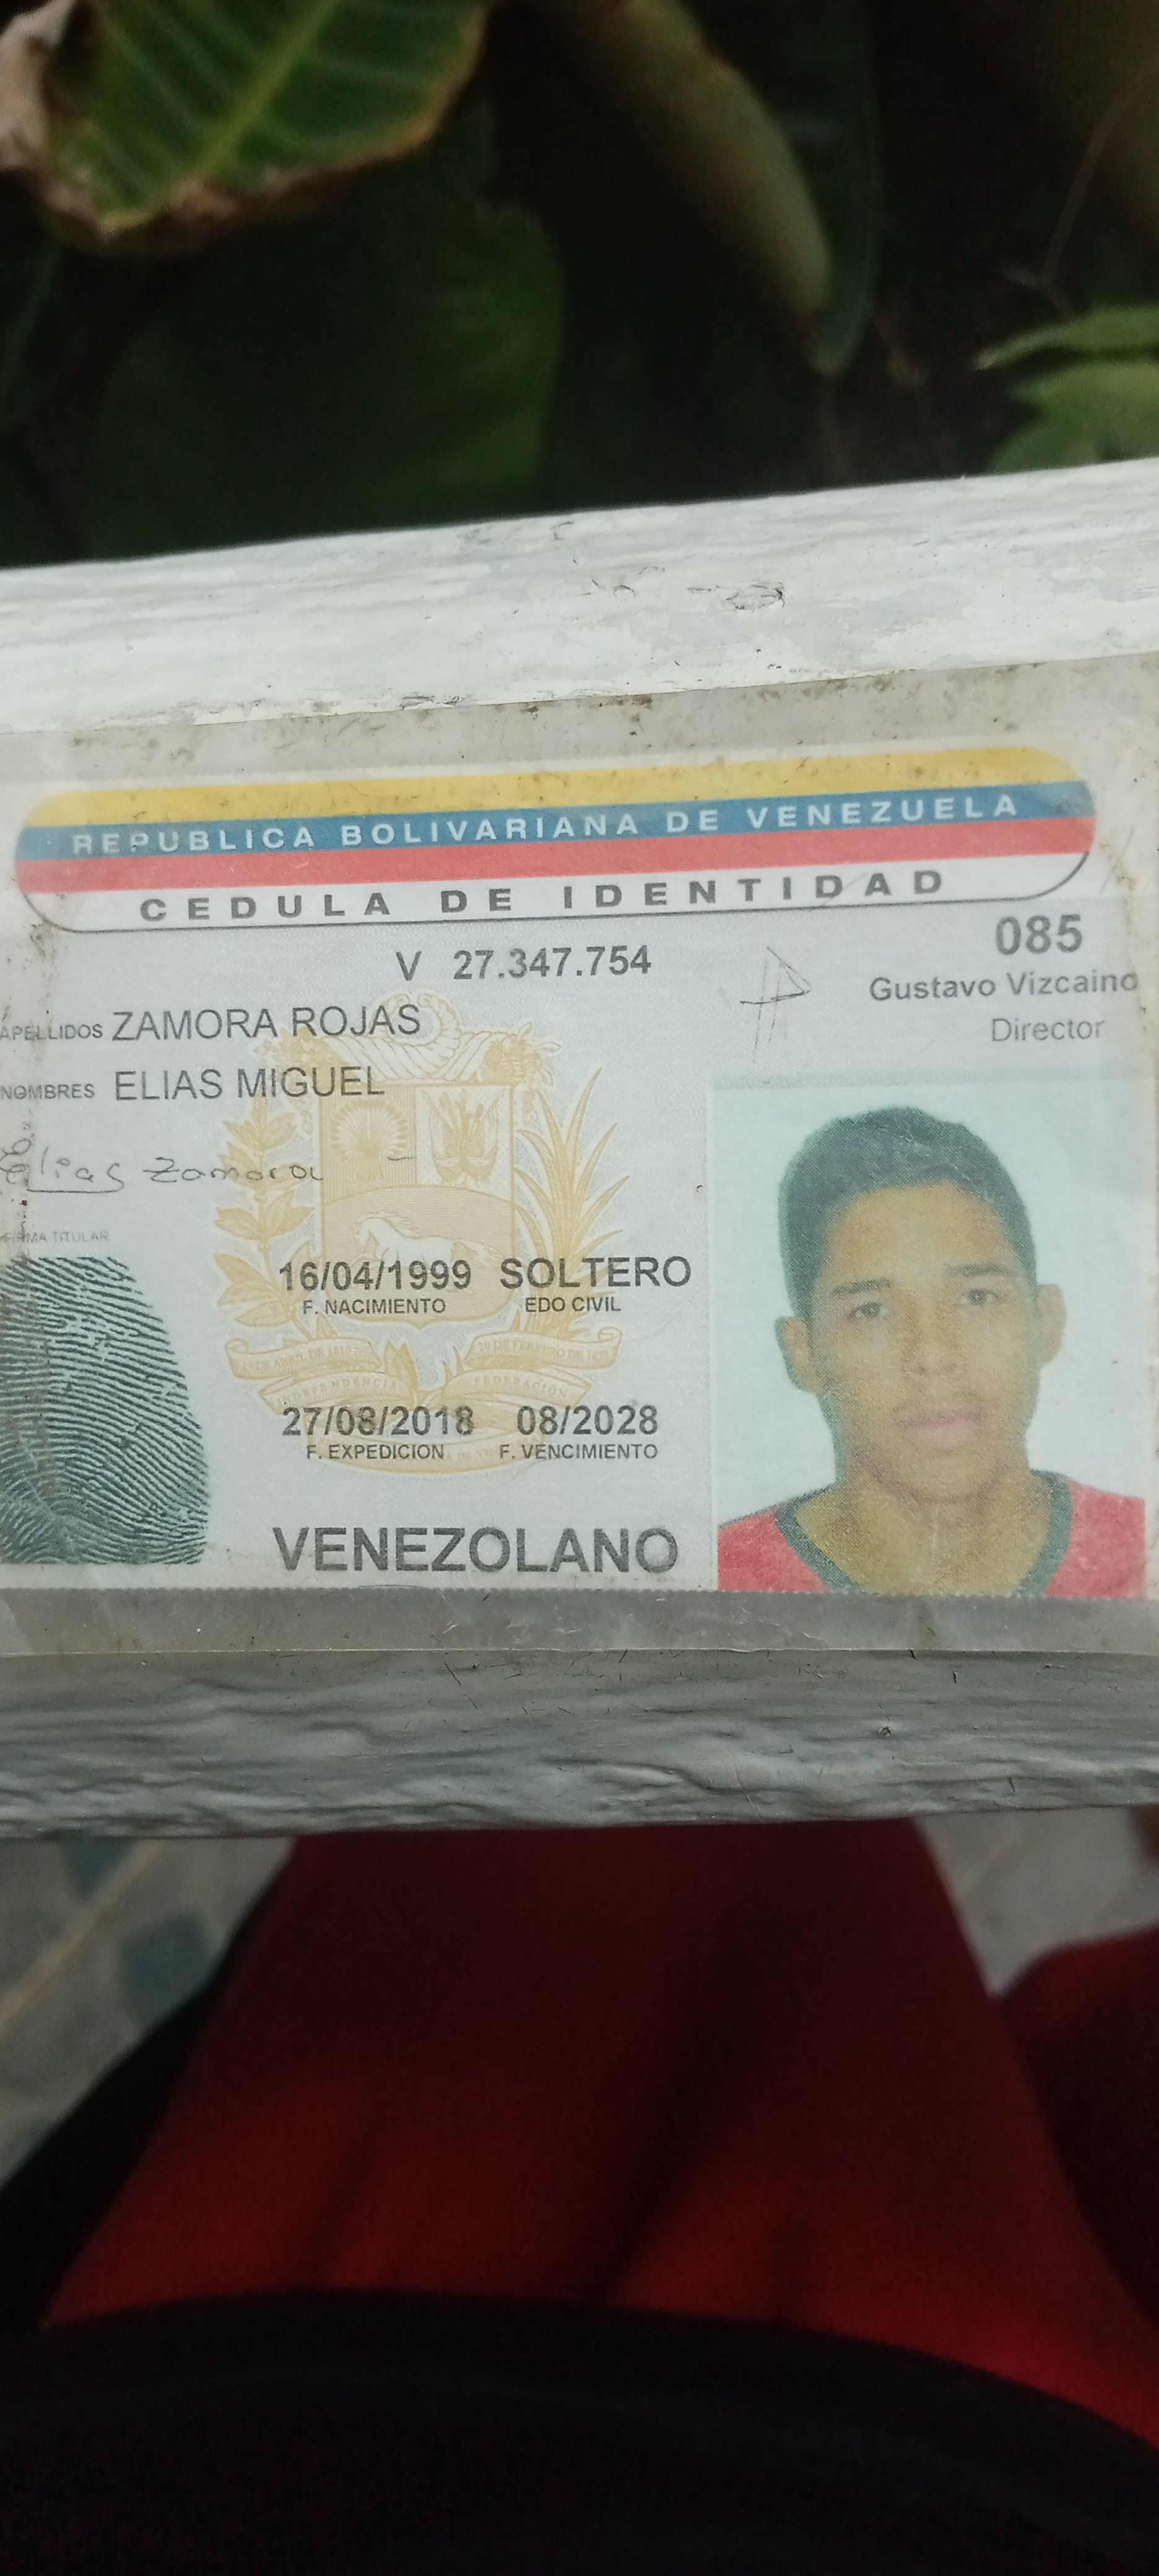 REPUBLICA BOLIVARIANA DE VENEZUELA
CEDULA DE IDENTIDAD
V 27.347.754
085
Gustavo Vizcaino
Director
APELLIDOS ZAMORA ROJAS
NOMBRES ELIAS MIGUEL
Elias Zamora
FIRMA TITULAR
16/04/1999 SOLTERO
F. NACIMIENTO EDO CIVIL
19 DE ABRIL DE 1810 20 DE FEBRERO DE 1859
INDEPENDENCIA FEDERACIÓN
27/08/2018 08/2028
F. EXPEDICION F. VENCIMIENTO
VENEZOLANO